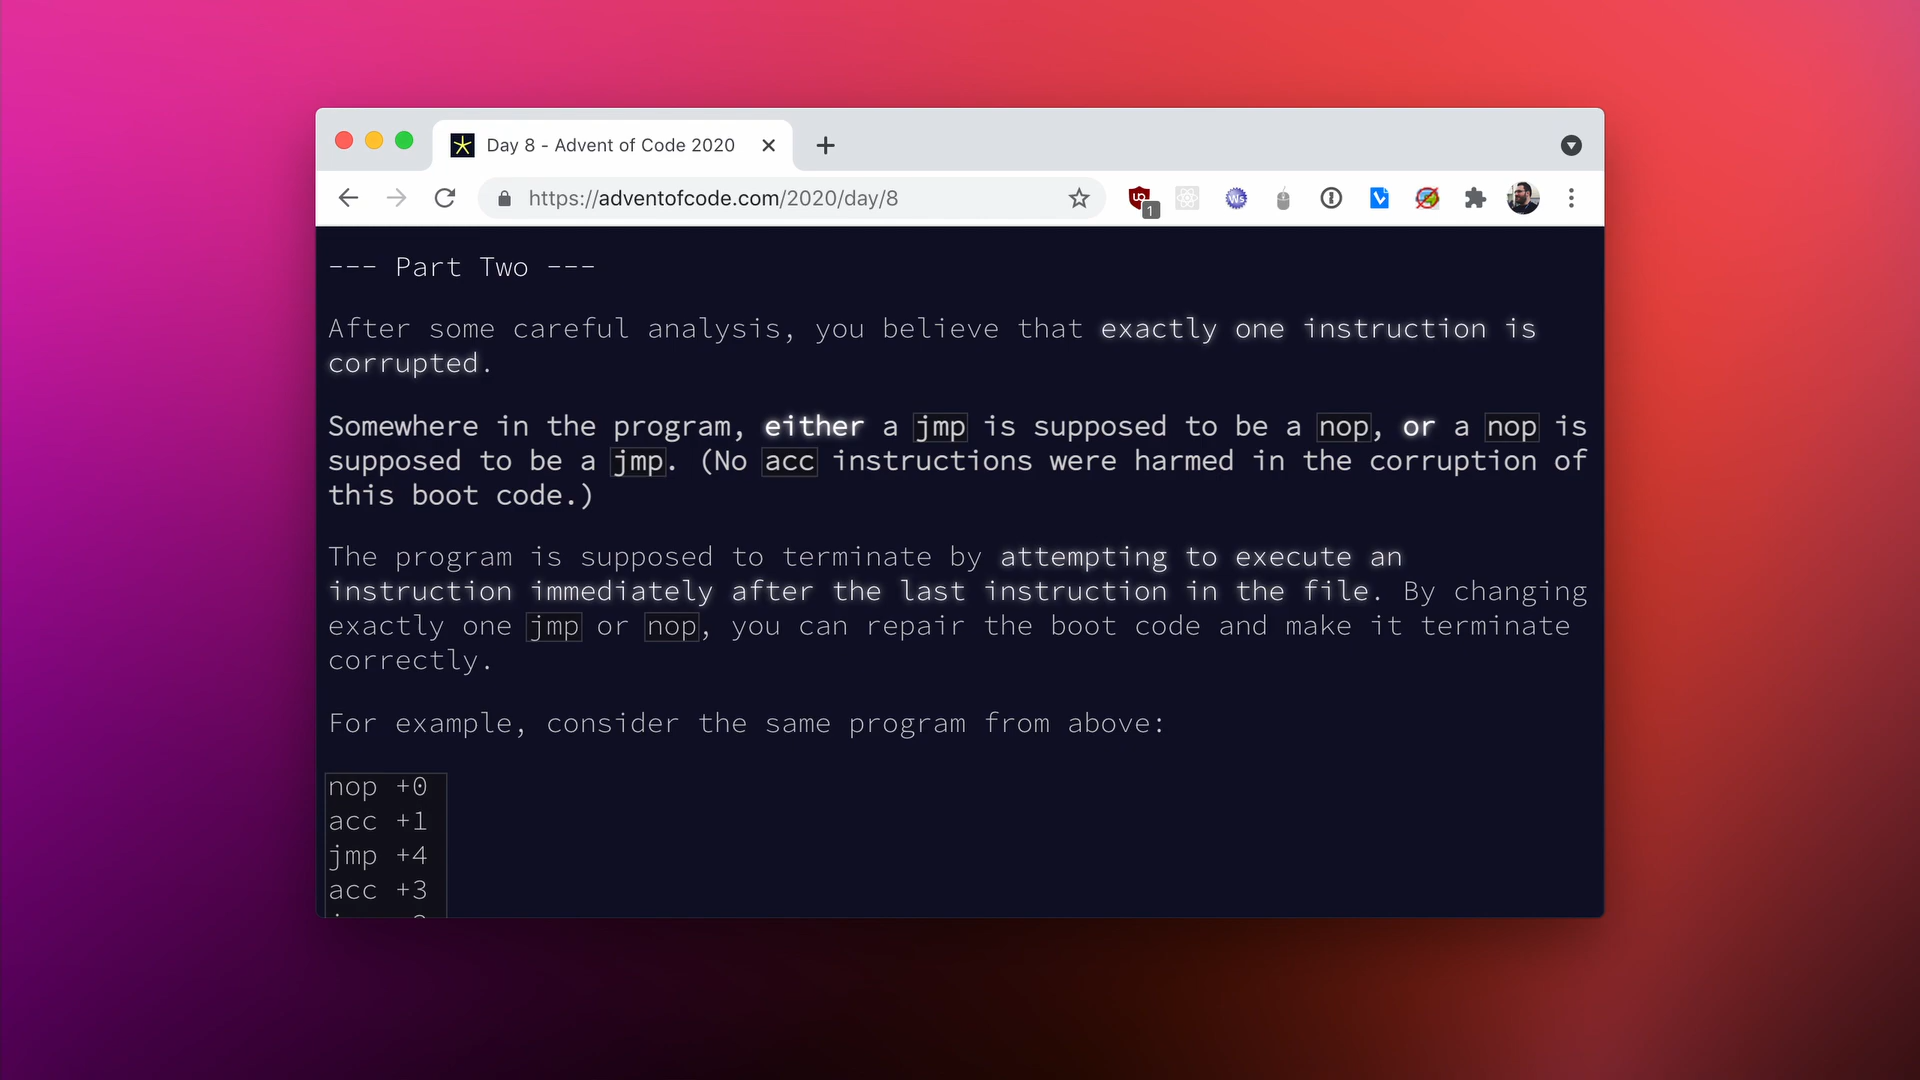 Day 8 - Advent of Code 2020
https://adventofcode.com/2020/day/8
1
Ws
--- Part Two ---
After some careful analysis, you believe that exactly one instruction is
corrupted.
Somewhere in the program, either a jmp is supposed to be a nop, or a nop is
supposed to be a jmp. (No acc instructions were harmed in the corruption of
this boot code.)
The program is supposed to terminate by attempting to execute an
instruction immediately after the last instruction in the file. By changing
exactly one jmp or nop, you can repair the boot code and make it terminate
correctly.
For example, consider the same program from above:
nop +0
acc +1
jmp +4
acc +3